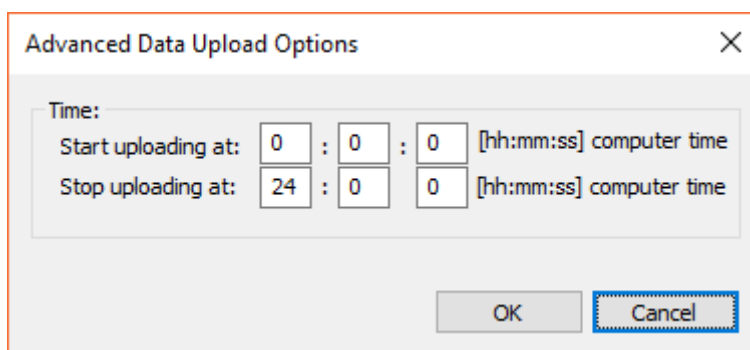 Advanced Data Upload Options
Time:
Start uploading at: 0 : 0 : 0 [hh:mm:ss] computer time
Stop uploading at: 24 : 0 0 [hh:mm:ss] computer time
OK Cancel